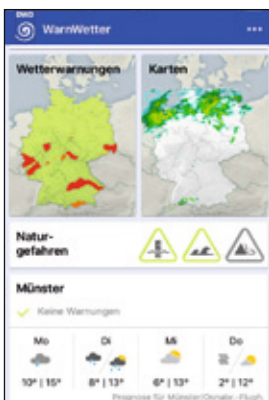 DWD
WarnWetter
Wetterwarnungen
Karten
Natur-
gefahren
Münster
Keine Warnungen
Mo Di Mi Do
10° | 15° 8° | 13° 6° | 13° 2° | 12°
Prognose für Münster/Osnabr.-Flugh.